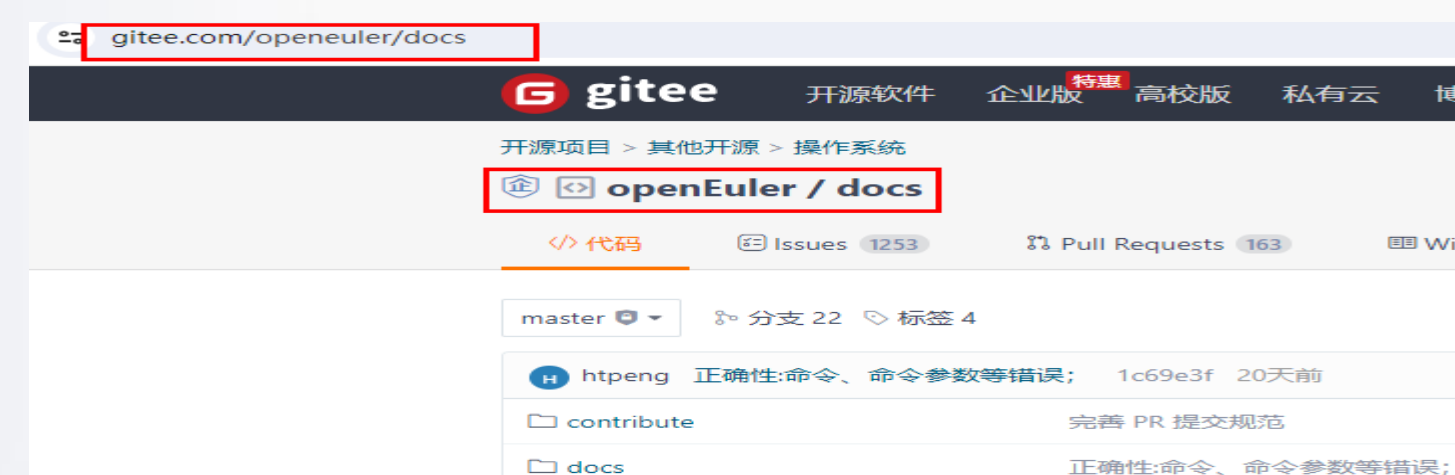 gitee.com/openeuler/docs
gitee 开源软件 企业版 特惠 高校版 私有云
开源项目 > 其他开源 > 操作系统
企 openEuler / docs
</> 代码 Issues 1253 Pull Requests 163 Wi
master 分支 22 标签 4
H htpeng 正确性:命令、命令参数等错误； 1c69e3f 20天前
contribute 完善 PR 提交规范
docs 正确性:命令、命令参数等错误；